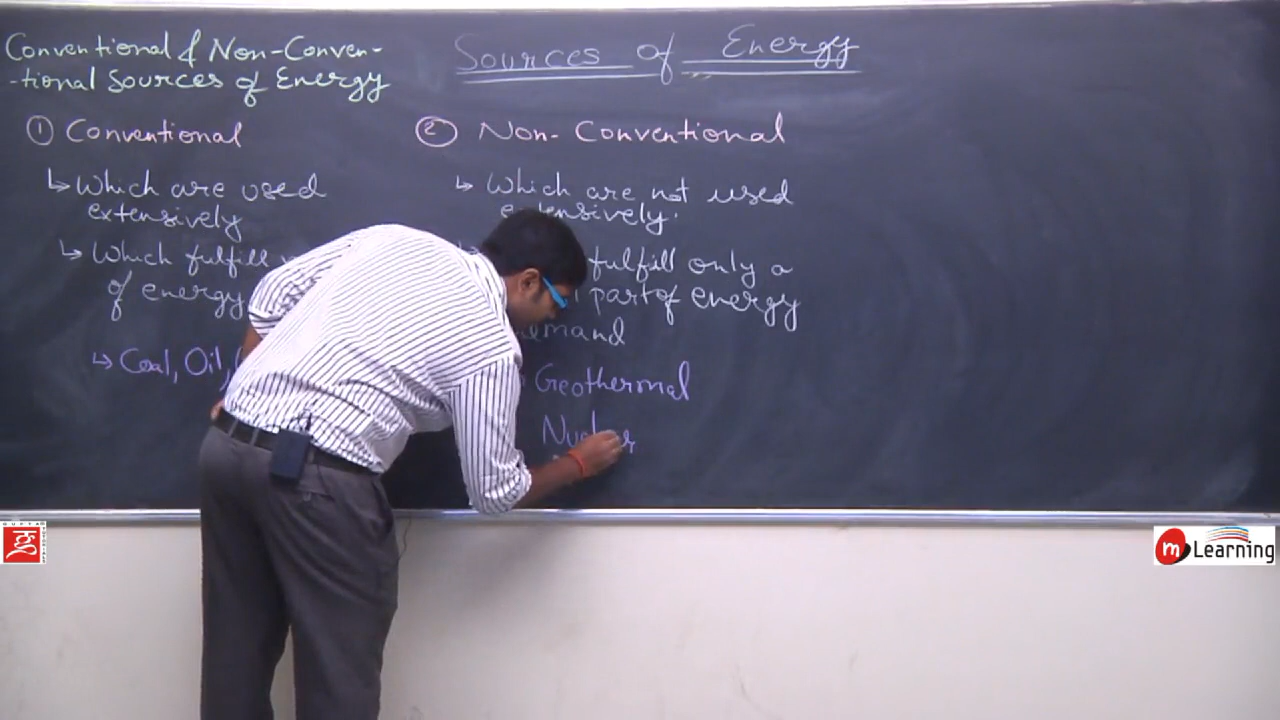 Conventional & Non-Conven-
-tional Sources of Energy
Sources of Energy
① Conventional
↳ Which are used
extensively
↳ Which fulfill
of energy
↳ Coal, Oil,
② Non-Conventional
↳ Which are not used
extensively.
fulfill only a
part of energy
demand
Geothermal
Nuclear
GUPTA TUTORIALS
m Learning